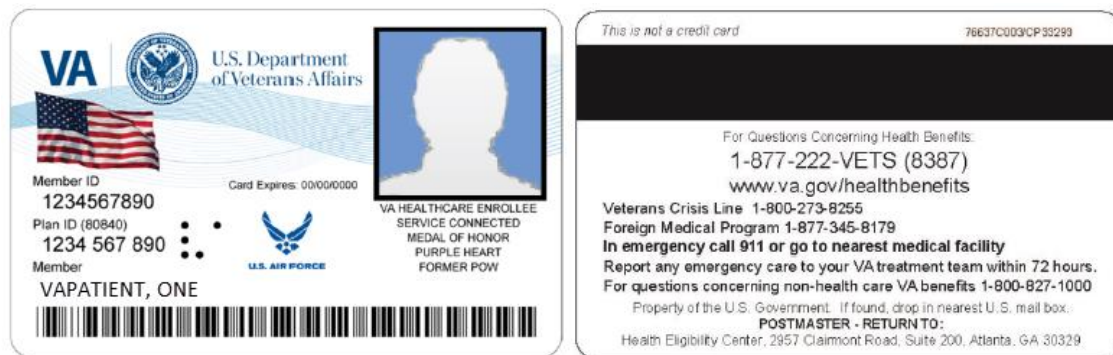 VA
U.S. Department
of Veterans Affairs
Member ID
1234567890
Card Expires: 00/00/0000
Plan ID (80840)
1234 567 890
U.S. AIR FORCE
Member
VAPATIENT, ONE
VA HEALTHCARE ENROLLEE
SERVICE CONNECTED
MEDAL OF HONOR
PURPLE HEART
FORMER POW
This is not a credit card
76637C003/CP33293
For Questions Concerning Health Benefits:
1-877-222-VETS (8387)
www.va.gov/healthbenefits
Veterans Crisis Line 1-800-273-8255
Foreign Medical Program 1-877-345-8179
In emergency call 911 or go to nearest medical facility
Report any emergency care to your VA treatment team within 72 hours.
For questions concerning non-health care VA benefits 1-800-827-1000
Property of the U.S. Government. If found, drop in nearest U.S. mail box.
POSTMASTER - RETURN TO:
Health Eligibility Center, 2957 Clairmont Road, Suite 200, Atlanta, GA 30329